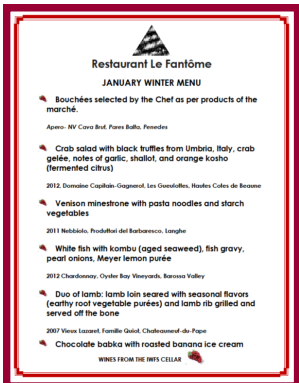 Restaurant Le Fantôme
JANUARY WINTER MENU
Bouchées selected by the Chef as per products of the
marché.
Apero- NV Cava Brut, Pares Balta, Penedes
Crab salad with black truffles from Umbria, Italy, crab
gelée, notes of garlic, shallot, and orange kosho
(fermented citrus)
2012, Domaine Capitain-Gagnerot, Les Gueulottes, Hautes Cotes de Beaune
Venison minestrone with pasta noodles and starch
vegetables
2011 Nebbiolo, Produttori del Barbaresco, Langhe
White fish with kombu (aged seaweed), fish gravy,
pearl onions, Meyer lemon purée
2012 Chardonnay, Oyster Bay Vineyards, Barossa Valley
Duo of lamb: lamb loin seared with seasonal flavors
(earthy root vegetable purées) and lamb rib grilled and
served off the bone
2007 Vieux Lazaret, Famille Quiot, Chateauneuf-du-Pape
Chocolate babka with roasted banana ice cream
WINES FROM THE IWFS CELLAR